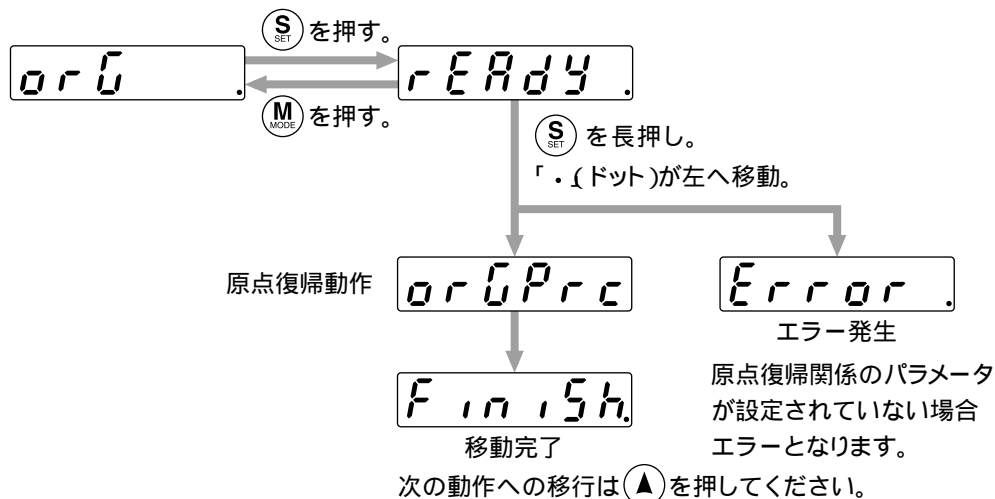 S SET を押す。
orG .
rEAdy .
M MODE を押す。
S SET を長押し。
「．」(ドット)が左へ移動。
原点復帰動作
orGPrc
Error .
エラー発生
原点復帰関係のパラメータ
が設定されていない場合
エラーとなります。
FiniSh.
移動完了
次の動作への移行は▲を押してください。